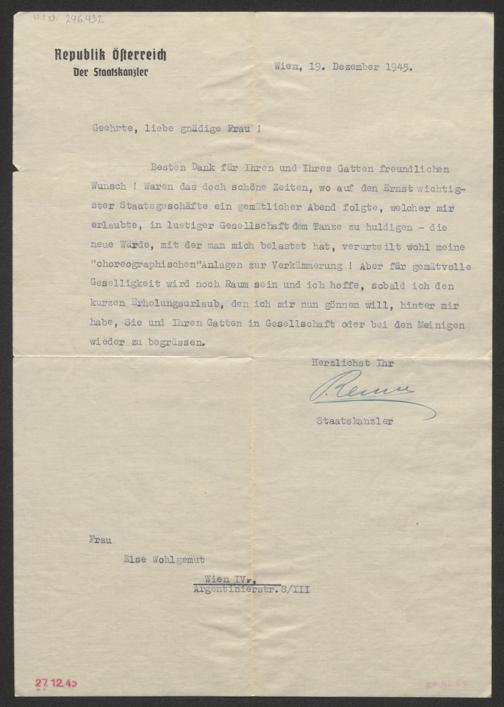 246.432
Republik Österreich
Der Staatskanzler
Wien, 19. Dezember 1945.
Geehrte, liebe gnädige Frau !
Besten Dank für Ihren und Ihres Gatten freundlichen
Wunsch ! Waren das doch schöne Zeiten, wo auf den Ernst wichtig-
ster Staatsgeschäfte ein gemütlicher Abend folgte, welcher mir
erlaubte, in lustiger Gesellschaft dem Tanze zu huldigen - die
neue Würde, mit der man mich belastet hat, verurteilt wohl meine
"choreographischen"Anlagen zur Verkümmerung ! Aber für gemütvolle
Geselligkeit wird noch Raum sein und ich hoffe, sobald ich den
kurzen Erholungsurlaub, den ich mir nun gönnen will, hinter mir
habe, Sie und Ihren Gatten in Gesellschaft oder bei den Meinigen
wieder zu begrüssen.
Herzlichst Ihr
Renner
Staatskanzler
Frau
Else Wohlgemut
Wien IV.,
Argentinierstr.8/III
27.12.45